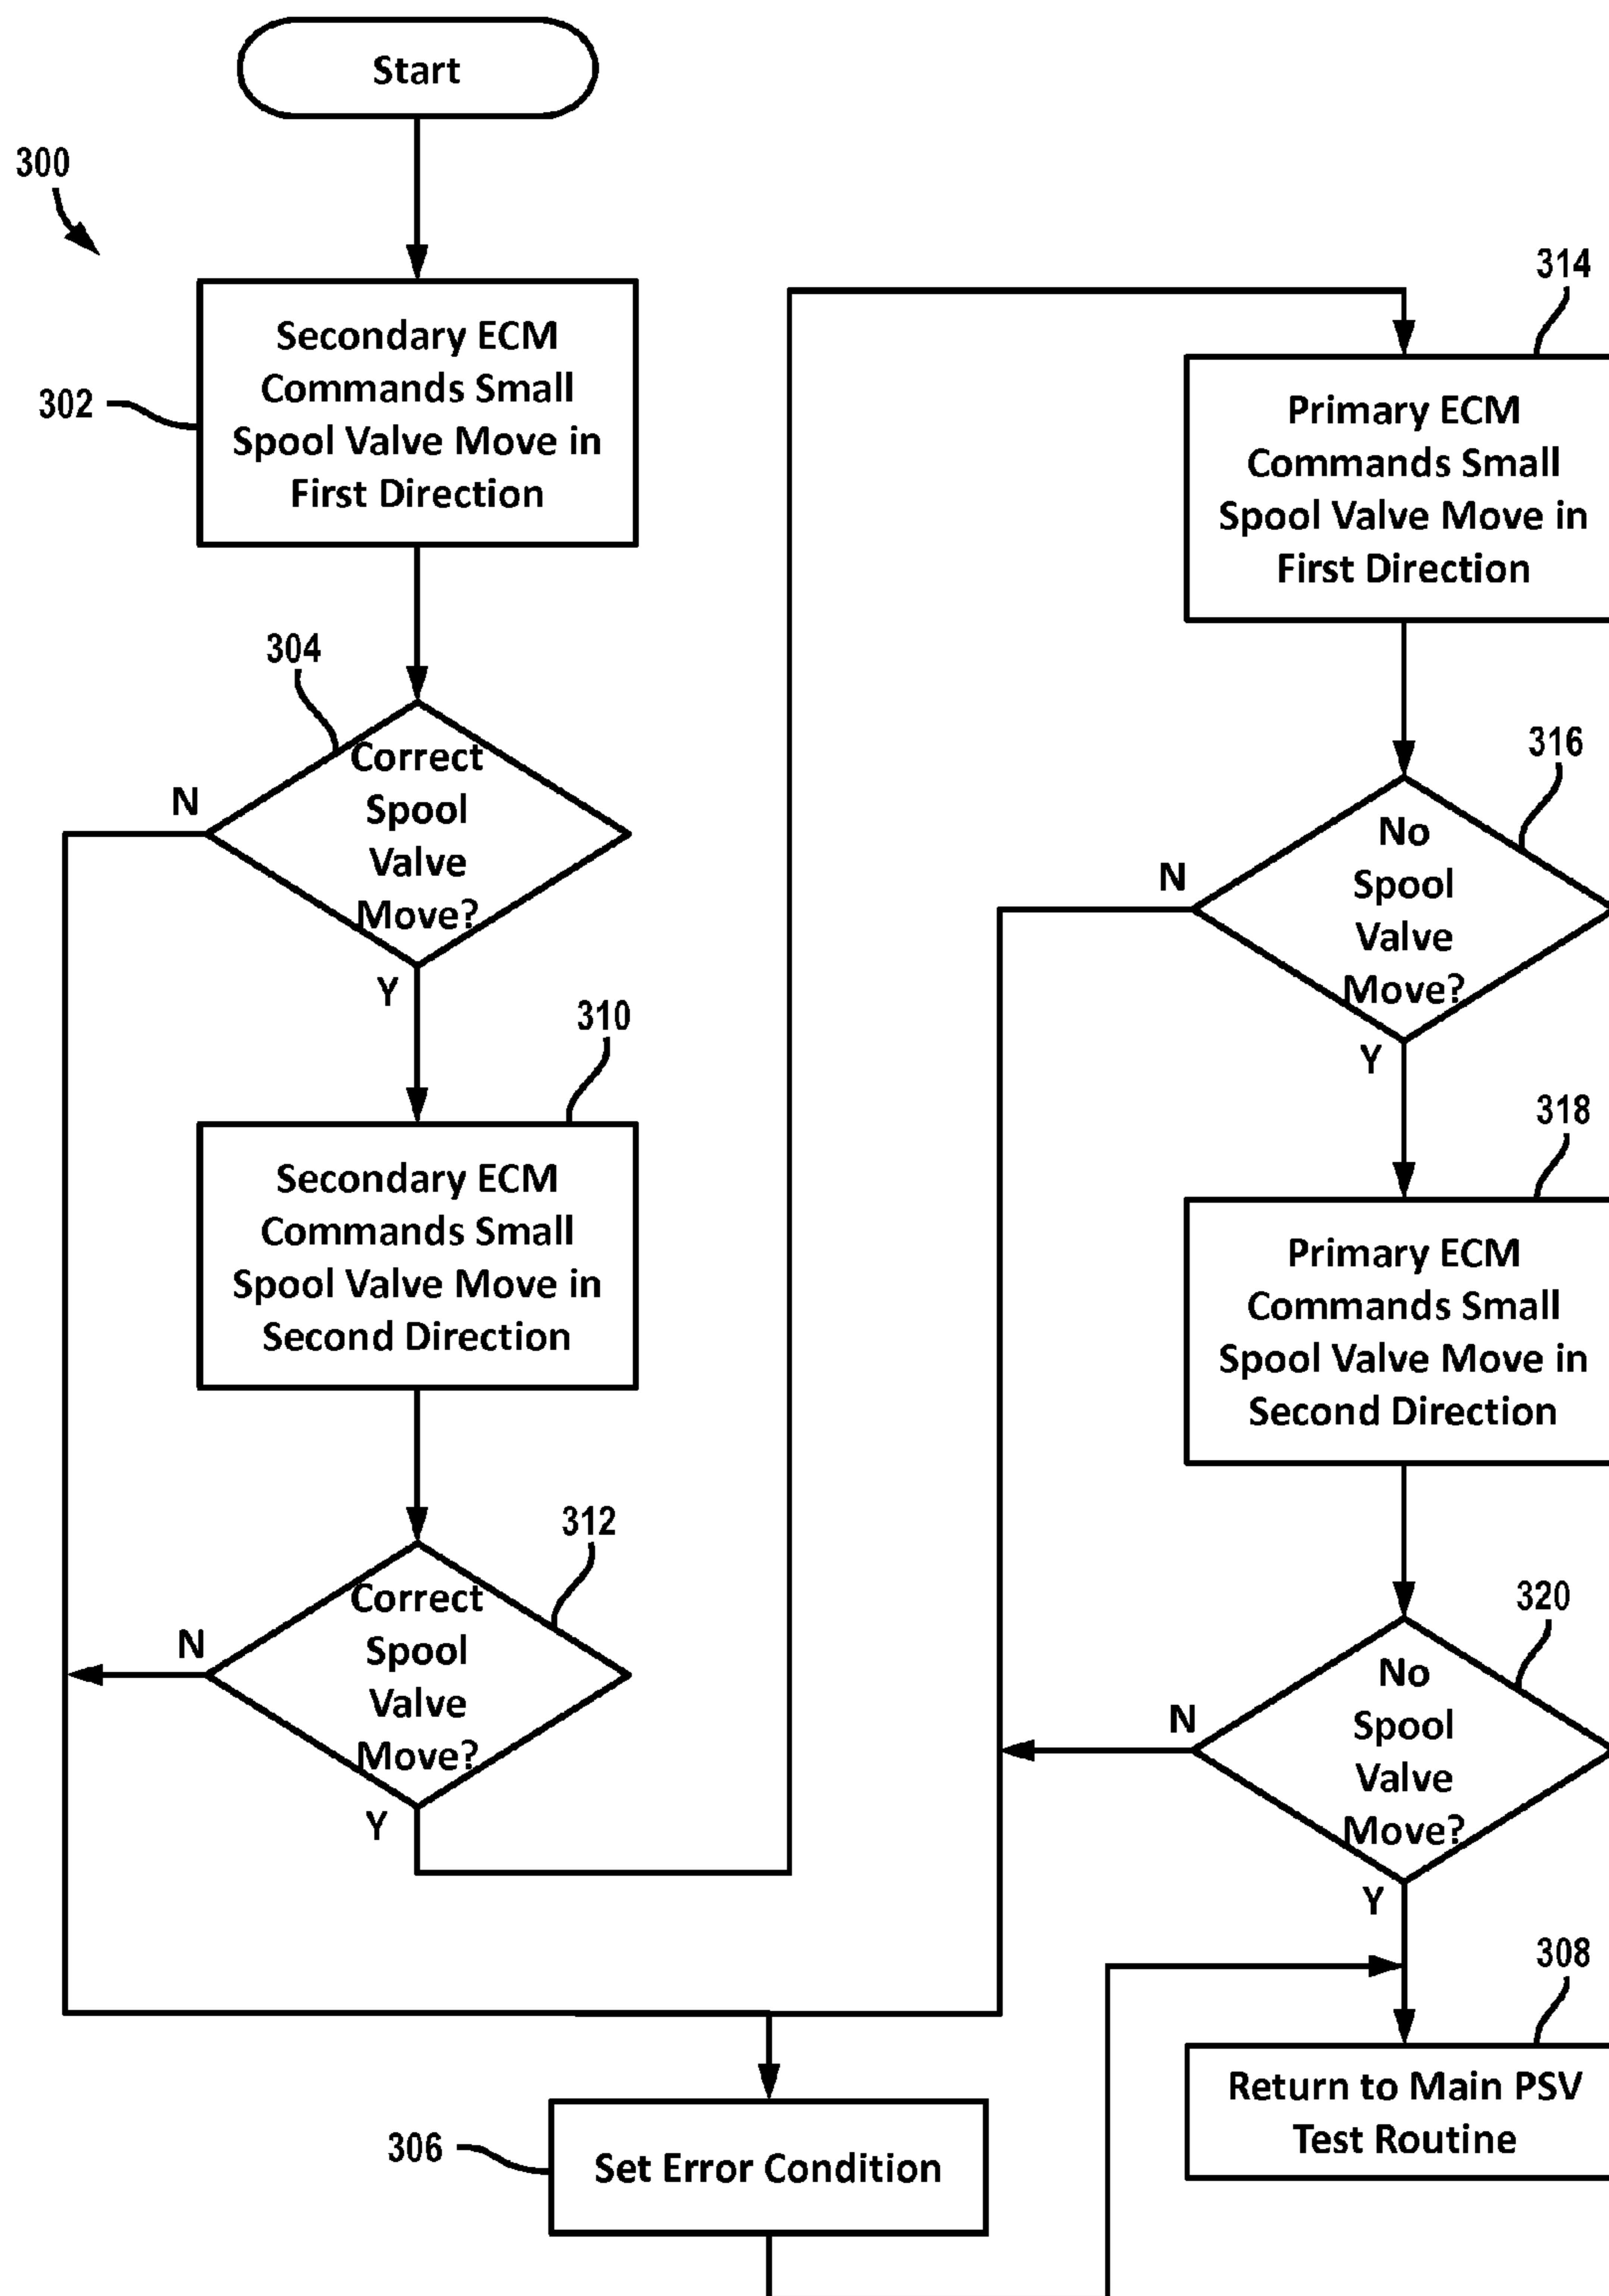 Start
300
302
Secondary ECM
Commands Small
Spool Valve Move in
First Direction
304
Correct
Spool
Valve
Move?
N
Y
310
Secondary ECM
Commands Small
Spool Valve Move in
Second Direction
312
Correct
Spool
Valve
Move?
N
Y
314
Primary ECM
Commands Small
Spool Valve Move in
First Direction
316
No
Spool
Valve
Move?
N
Y
318
Primary ECM
Commands Small
Spool Valve Move in
Second Direction
320
No
Spool
Valve
Move?
N
Y
308
Return to Main PSV
Test Routine
306
Set Error Condition